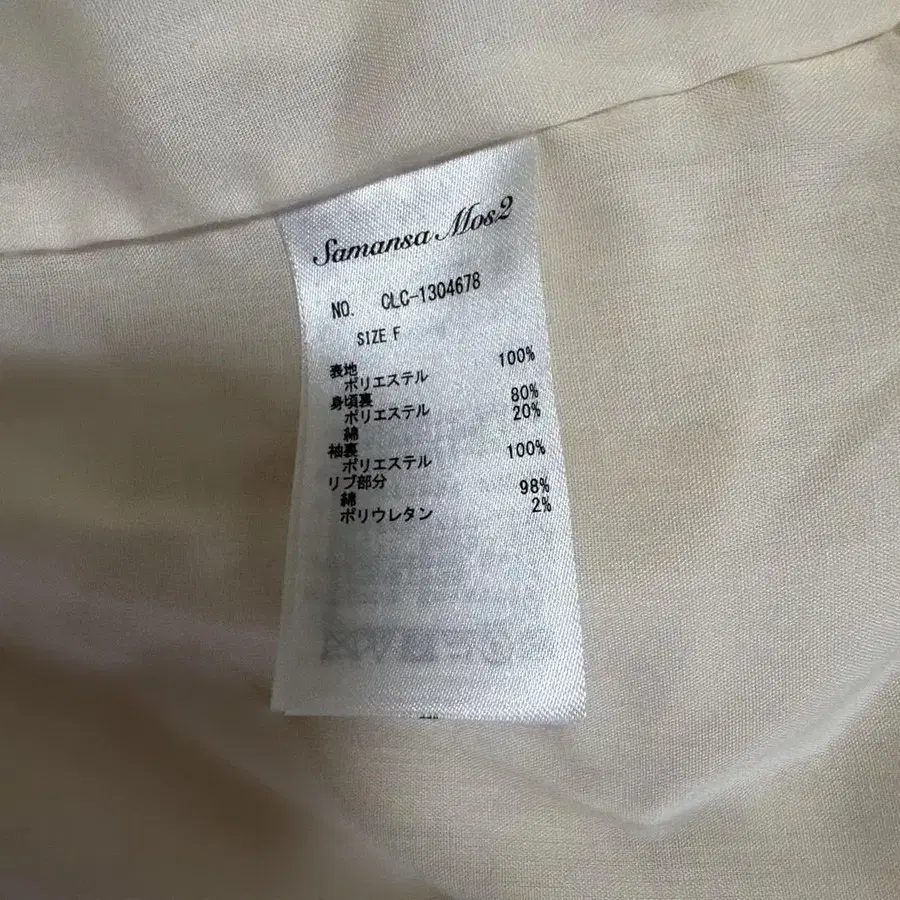 Samansa Mos2
NO. CLC-1304678
SIZE F
表地
ポリエステル 100%
身頃裏
ポリエステル 80%
綿 20%
袖裏
ポリエステル 100%
リブ部分
綿 98%
ポリウレタン 2%